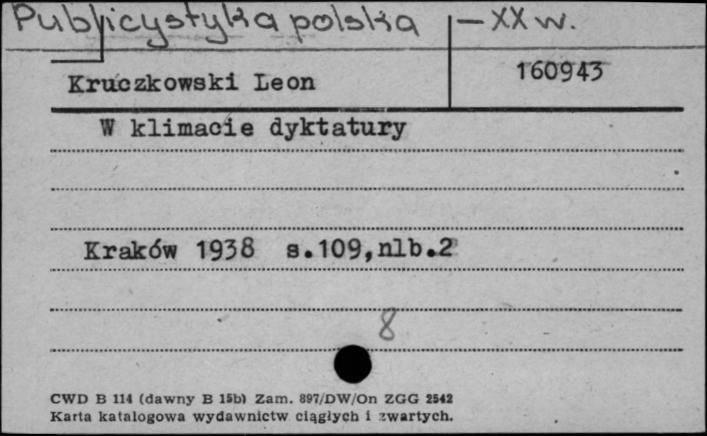 Publicystyka polska – XX w.
Kruczkowski Leon
160943
W klimacie dyktatury
Kraków 1938 s.109,nlb.2
8
CWD B 114 (dawny B 15b) Zam. 897/DW/On ZGG 2542
Karta katalogowa wydawnictw ciągłych i zwartych.